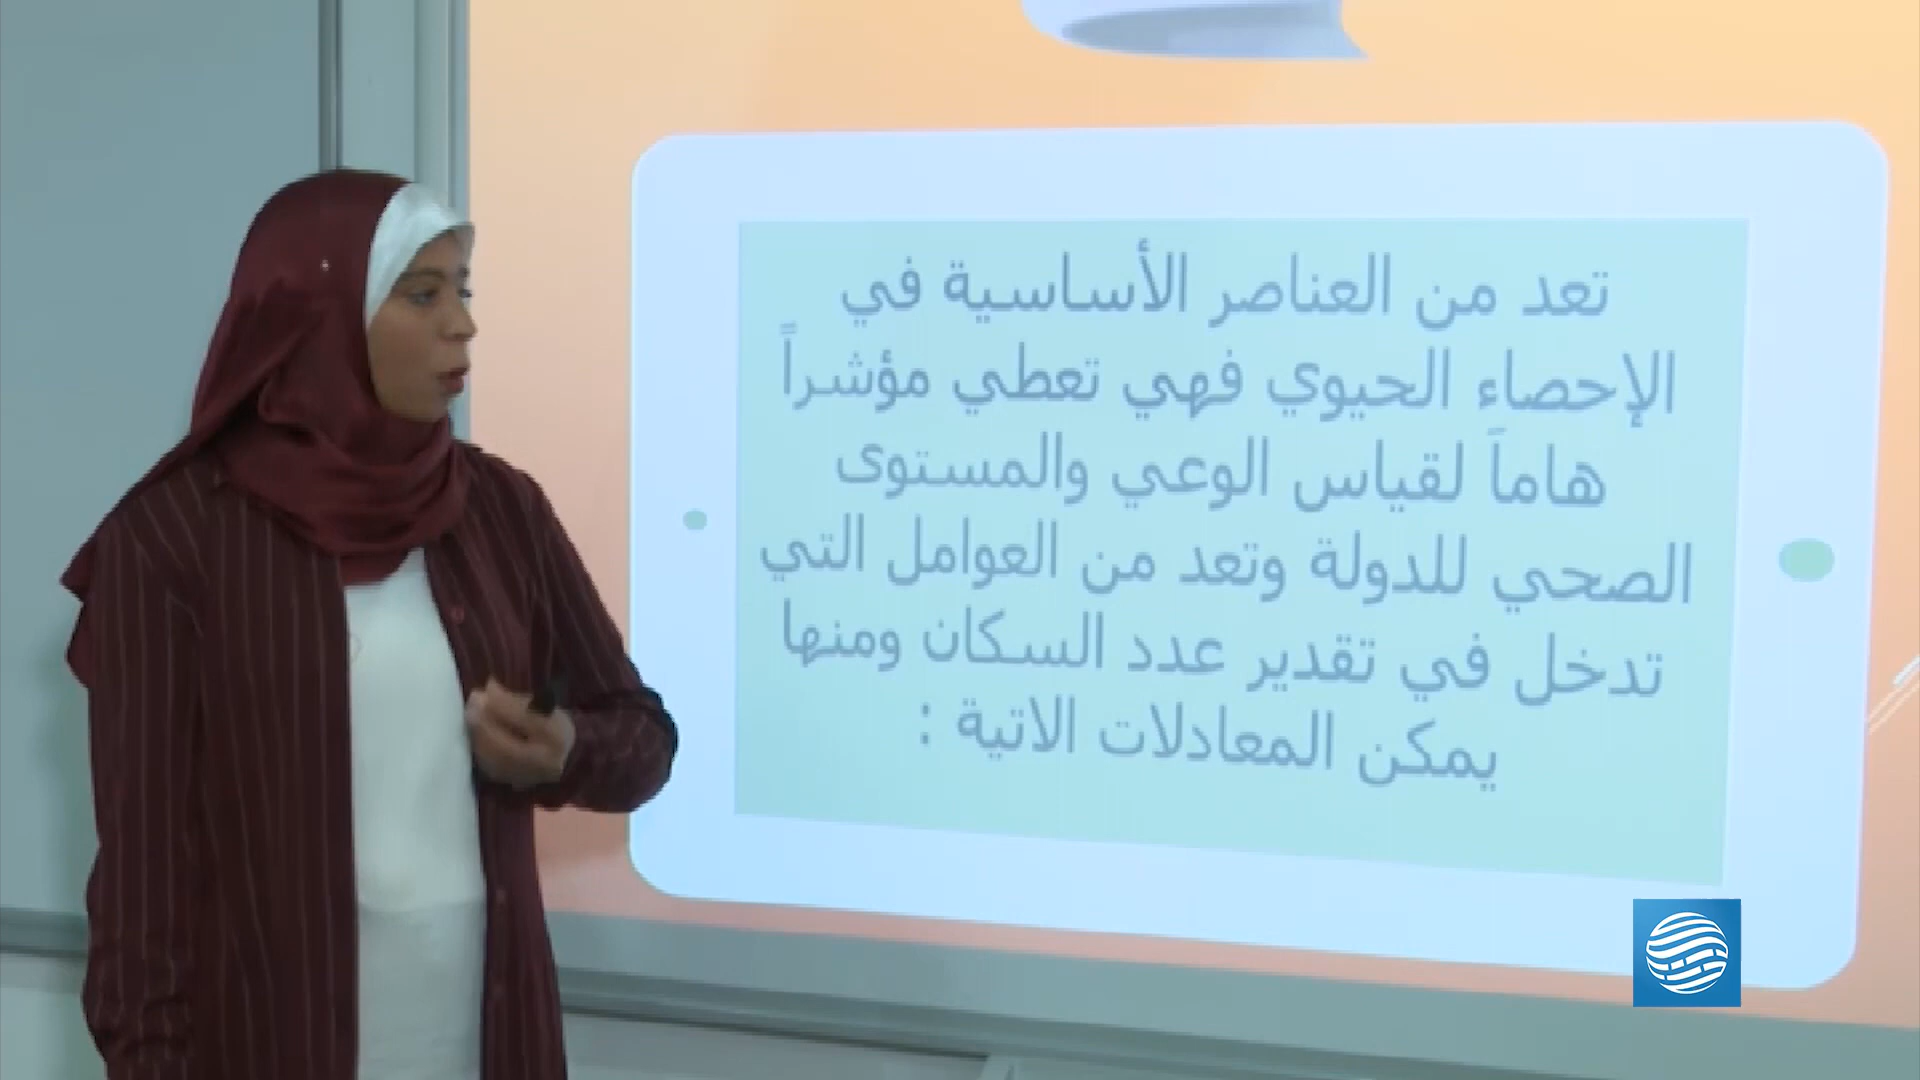 تعد من العناصر الأساسية في
الإحصاء الحيوي فهي تعطي مؤشراً
هاماً لقياس الوعي والمستوى
الصحي للدولة وتعد من العوامل التي
تدخل في تقدير عدد السكان ومنها
يمكن المعادلات الاتية :